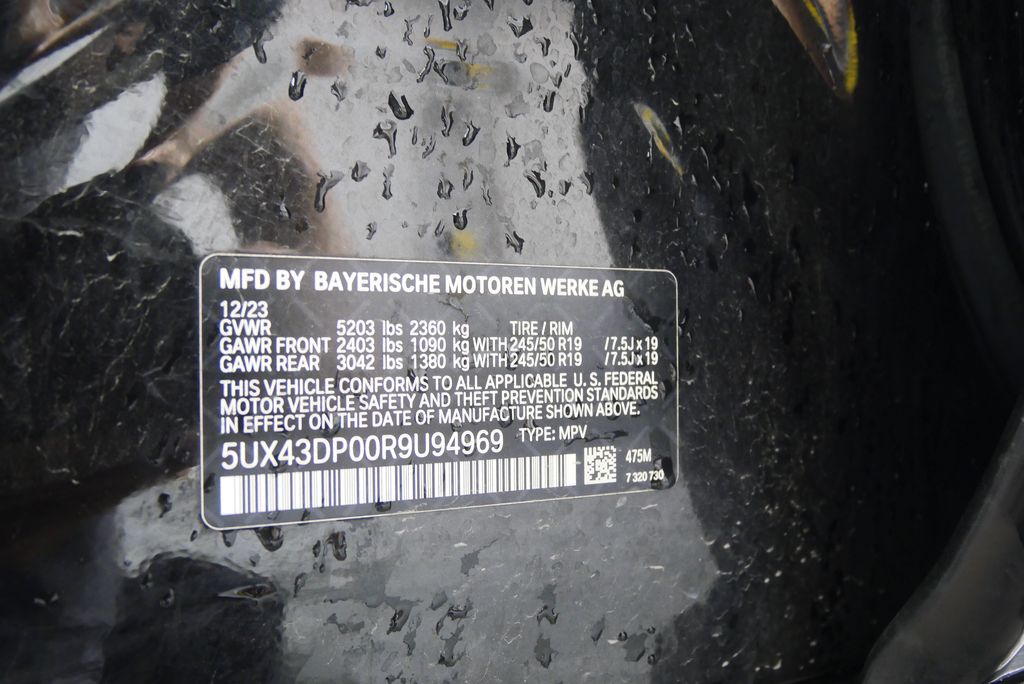 MFD BY BAYERISCHE MOTOREN WERKE AG
12/23
GVWR 5203 lbs 2360 kg TIRE / RIM
GAWR FRONT 2403 lbs 1090 kg WITH 245/50 R19 /7.5J x 19
GAWR REAR 3042 lbs 1380 kg WITH 245/50 R19 /7.5J x 19
THIS VEHICLE CONFORMS TO ALL APPLICABLE U.S. FEDERAL
MOTOR VEHICLE SAFETY AND THEFT PREVENTION STANDARDS
IN EFFECT ON THE DATE OF MANUFACTURE SHOWN ABOVE.
5UX43DP00R9U94969 TYPE: MPV
475M
7 320 730